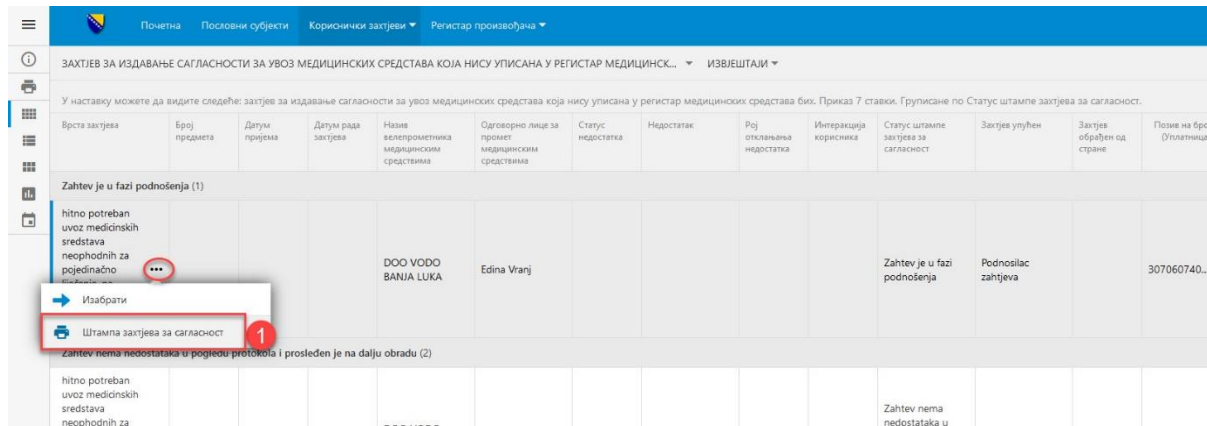 Почетна Пословни субјекти Кориснички захтјеви Регистар произвођача
ЗАХТЈЕВ ЗА ИЗДАВАЊЕ САГЛАСНОСТИ ЗА УВОЗ МЕДИЦИНСКИХ СРЕДСТАВА КОЈА НИСУ УПИСАНА У РЕГИСТАР МЕДИЦИНСК... ИЗВЈЕШТАЈИ
У наставку можете да видите следеће: захтјев за издавање сагласности за увоз медицинских средстава која нису уписана у регистар медицинских средстава бих. Приказ 7 ставки. Груписане по Статус штампе захтјева за сагласност.
Врста захтјева
Број
предмета
Датум
пријема
Датум рада
захтјева
Назив
велепрометника
медицинским
средствима
Одговорно лице за
промет
медицинским
средствима
Статус
недостатка
Недостатак
Рој
отклањања
недостатка
Интеракција
корисника
Статус штампе
захтјева за
сагласност
Захтјев упућен
Захтјев
обрађен од
стране
Позив на бро
(Уплатница
Zahtev je u fazi podnošenja (1)
hitno potreban
uvoz medicinskih
sredstava
neophodnih za
pojedinačno
DOO VODO
BANJA LUKA
Edina Vranj
Zahtev je u fazi
podnošenja
Podnosilac
zahtjeva
307060740...
Изабрати
Штампа захтјева за сагласност
1
Zahtev nema nedostataka u pogledu protokola i prosleđen je na dalju obradu (2)
hitno potreban
uvoz medicinskih
sredstava
neophodnih za
DOO VODO
Zahtev nema
nedostataka u